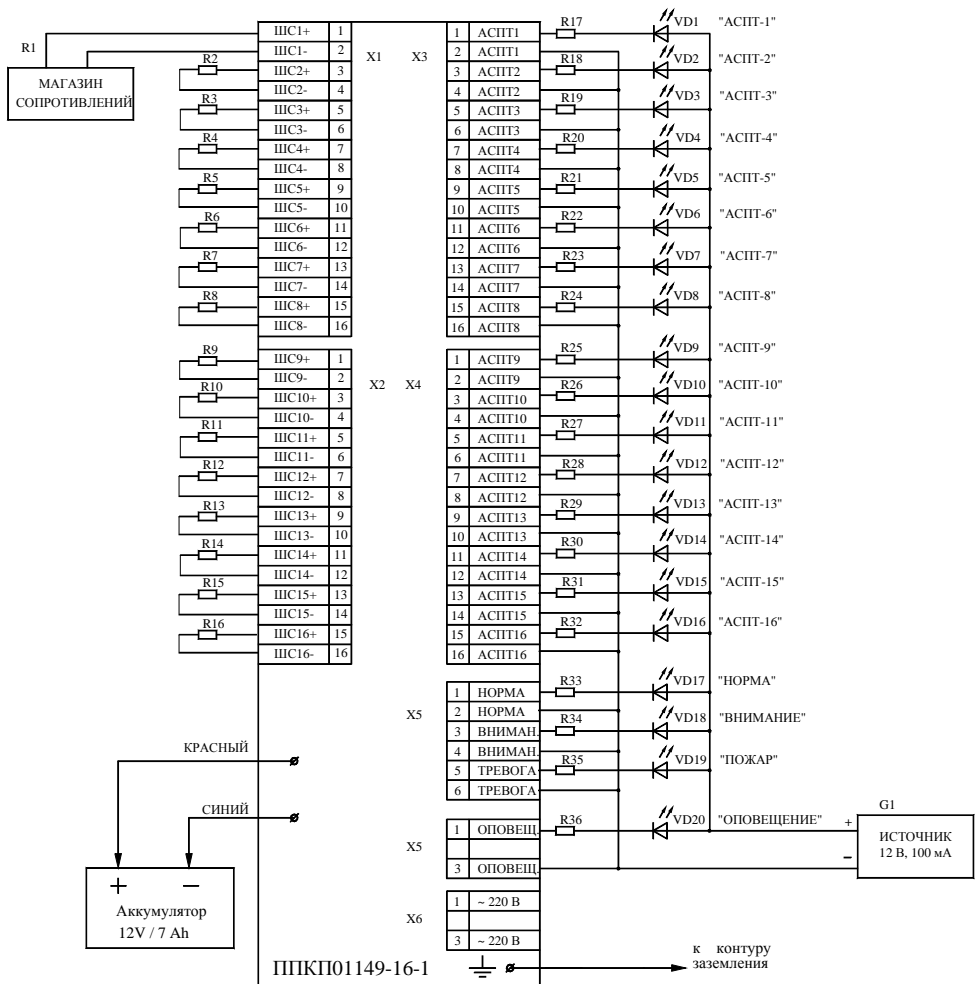 R1
МАГАЗИН
СОПРОТИВЛЕНИЙ
ШС1+ 1
ШС1- 2
R2 ШС2+ 3
ШС2- 4
R3 ШС3+ 5
ШС3- 6
R4 ШС4+ 7
ШС4- 8
R5 ШС5+ 9
ШС5- 10
R6 ШС6+ 11
ШС6- 12
R7 ШС7+ 13
ШС7- 14
R8 ШС8+ 15
ШС8- 16
X1 X3
1 АСПТ1 R17 VD1 "АСПТ-1"
2 АСПТ1
3 АСПТ2 R18 VD2 "АСПТ-2"
4 АСПТ2
5 АСПТ3 R19 VD3 "АСПТ-3"
6 АСПТ3
7 АСПТ4 R20 VD4 "АСПТ-4"
8 АСПТ4
9 АСПТ5 R21 VD5 "АСПТ-5"
10 АСПТ5
11 АСПТ6 R22 VD6 "АСПТ-6"
12 АСПТ6
13 АСПТ7 R23 VD7 "АСПТ-7"
14 АСПТ7
15 АСПТ8 R24 VD8 "АСПТ-8"
16 АСПТ8
R9 ШС9+ 1
ШС9- 2
R10 ШС10+ 3
ШС10- 4
R11 ШС11+ 5
ШС11- 6
R12 ШС12+ 7
ШС12- 8
R13 ШС13+ 9
ШС13- 10
R14 ШС14+ 11
ШС14- 12
R15 ШС15+ 13
ШС15- 14
R16 ШС16+ 15
ШС16- 16
X2 X4
1 АСПТ9 R25 VD9 "АСПТ-9"
2 АСПТ9
3 АСПТ10 R26 VD10 "АСПТ-10"
4 АСПТ10
5 АСПТ11 R27 VD11 "АСПТ-11"
6 АСПТ11
7 АСПТ12 R28 VD12 "АСПТ-12"
8 АСПТ12
9 АСПТ13 R29 VD13 "АСПТ-13"
10 АСПТ13
11 АСПТ14 R30 VD14 "АСПТ-14"
12 АСПТ14
13 АСПТ15 R31 VD15 "АСПТ-15"
14 АСПТ15
15 АСПТ16 R32 VD16 "АСПТ-16"
16 АСПТ16
X5
1 НОРМА R33 VD17 "НОРМА"
2 НОРМА
3 ВНИМАН. R34 VD18 "ВНИМАНИЕ"
4 ВНИМАН.
5 ТРЕВОГА R35 VD19 "ПОЖАР"
6 ТРЕВОГА
X5
1 ОПОВЕЩ. R36 VD20 "ОПОВЕЩЕНИЕ"
3 ОПОВЕЩ.
G1
+
–
ИСТОЧНИК
12 В, 100 мА
X6
1 ~ 220 В
3 ~ 220 В
КРАСНЫЙ
СИНИЙ
+ –
Аккумулятор
12V / 7 Ah
ППКП01149-16-1
к контуру
заземления